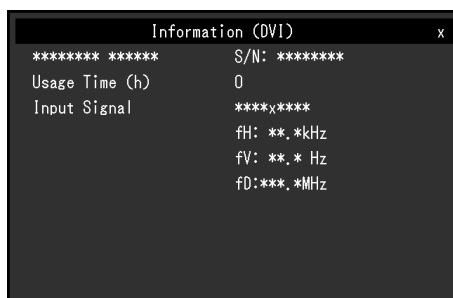 Information (DVI) x
******** ****** S/N: ********
Usage Time (h) 0
Input Signal ****x****
fH: **.*kHz
fV: **.* Hz
fD:***.*MHz